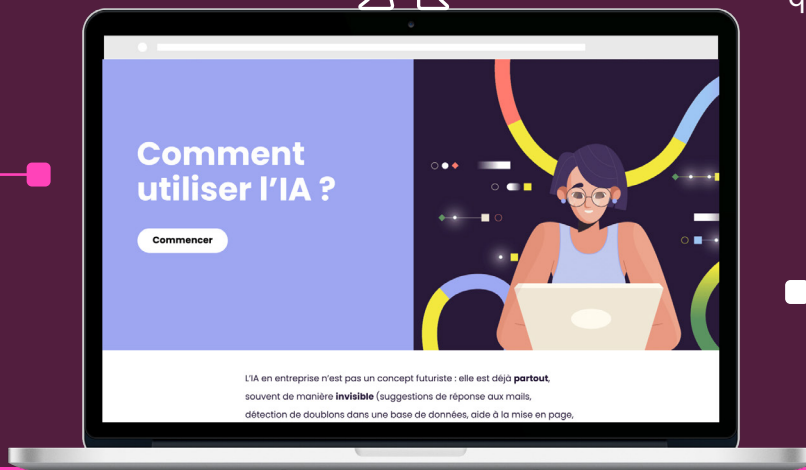 Comment
utiliser l’IA ?
Commencer
L’IA en entreprise n’est pas un concept futuriste : elle est déjà partout,
souvent de manière invisible (suggestions de réponse aux mails,
détection de doublons dans une base de données, aide à la mise en page,